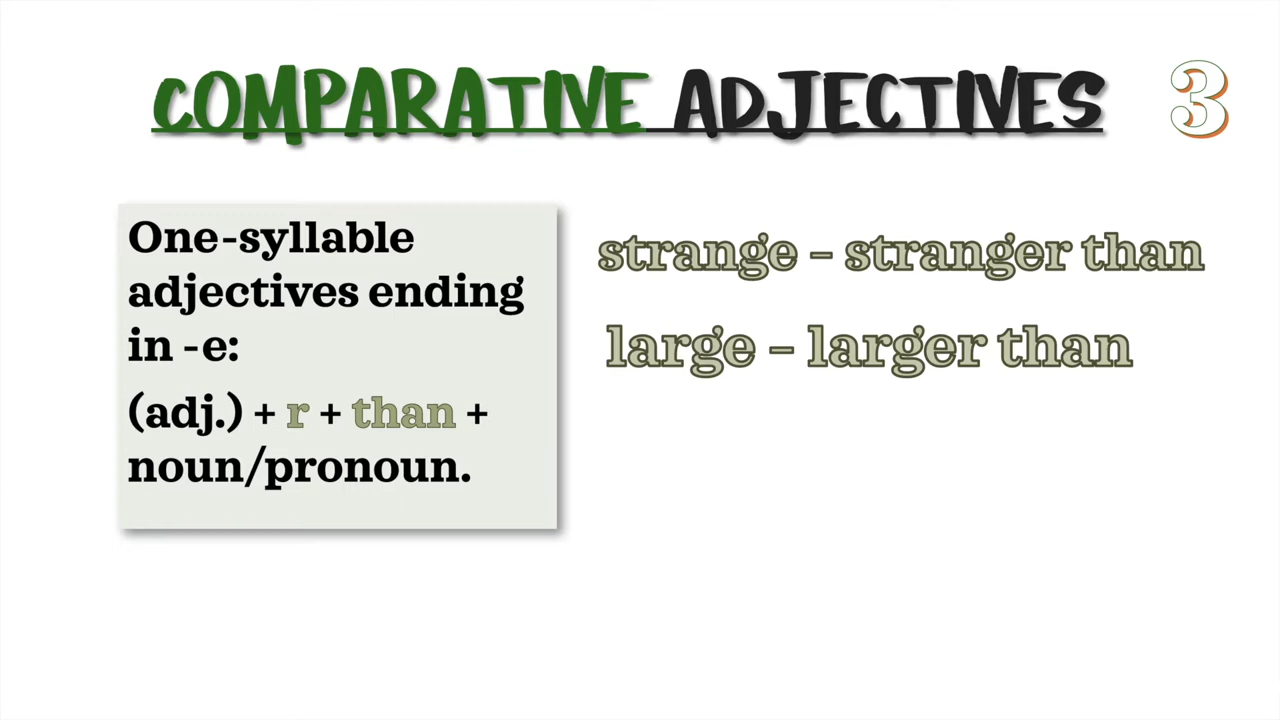 COMPARATIVE ADJECTIVES
3
One-syllable
adjectives ending
in -e:
(adj.) + r + than +
noun/pronoun.
strange – stranger than
large – larger than